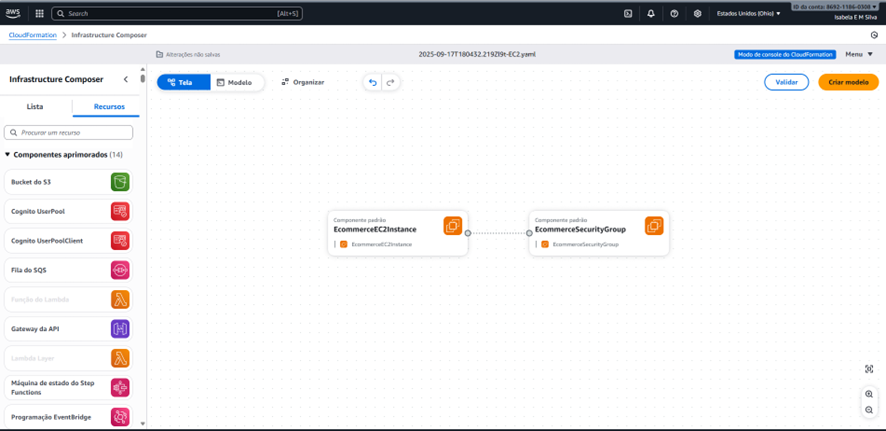 aws
Search
[Alt+S]
Estados Unidos (Ohio)
ID da conta: 8692-1186-0508
Isabela E M Silva
CloudFormation > Infrastructure Composer
Alterações não salvas
2025-09-17T180432.219Zl9t-EC2.yaml
Modo de console do CloudFormation
Menu
Infrastructure Composer
Tela
Modelo
Organizar
Validar
Criar modelo
Lista
Recursos
Procurar um recurso
Componentes aprimorados (14)
Bucket do S3
Cognito UserPool
Cognito UserPoolClient
Fila do SQS
Função do Lambda
Gateway da API
Lambda Layer
Máquina de estado do Step
Functions
Programação EventBridge
Componente padrão
EcommerceEC2Instance
EcommerceEC2Instance
Componente padrão
EcommerceSecurityGroup
EcommerceSecurityGroup